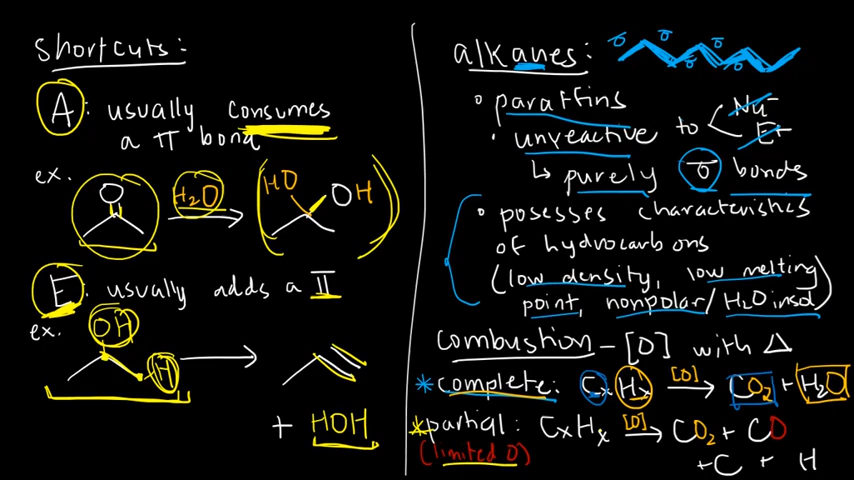 Shortcuts:
A: usually consumes
a π bond
ex.
O
H2O
HO
OH
E: usually adds a π
ex.
OH
H
+ HOH
alkanes:
σ σ σ σ σ
• paraffins
• unreactive to < Nu- E+
↳ purely σ bonds
• posesses characteristics
of hydrocarbons
(low density, low melting
point, nonpolar/H2O insol)
Combustion - [O] with Δ
*complete: CxHx [O] → CO2 + H2O
*partial: CxHx [O] → CO2 + CO
(limited O)
+ C + H